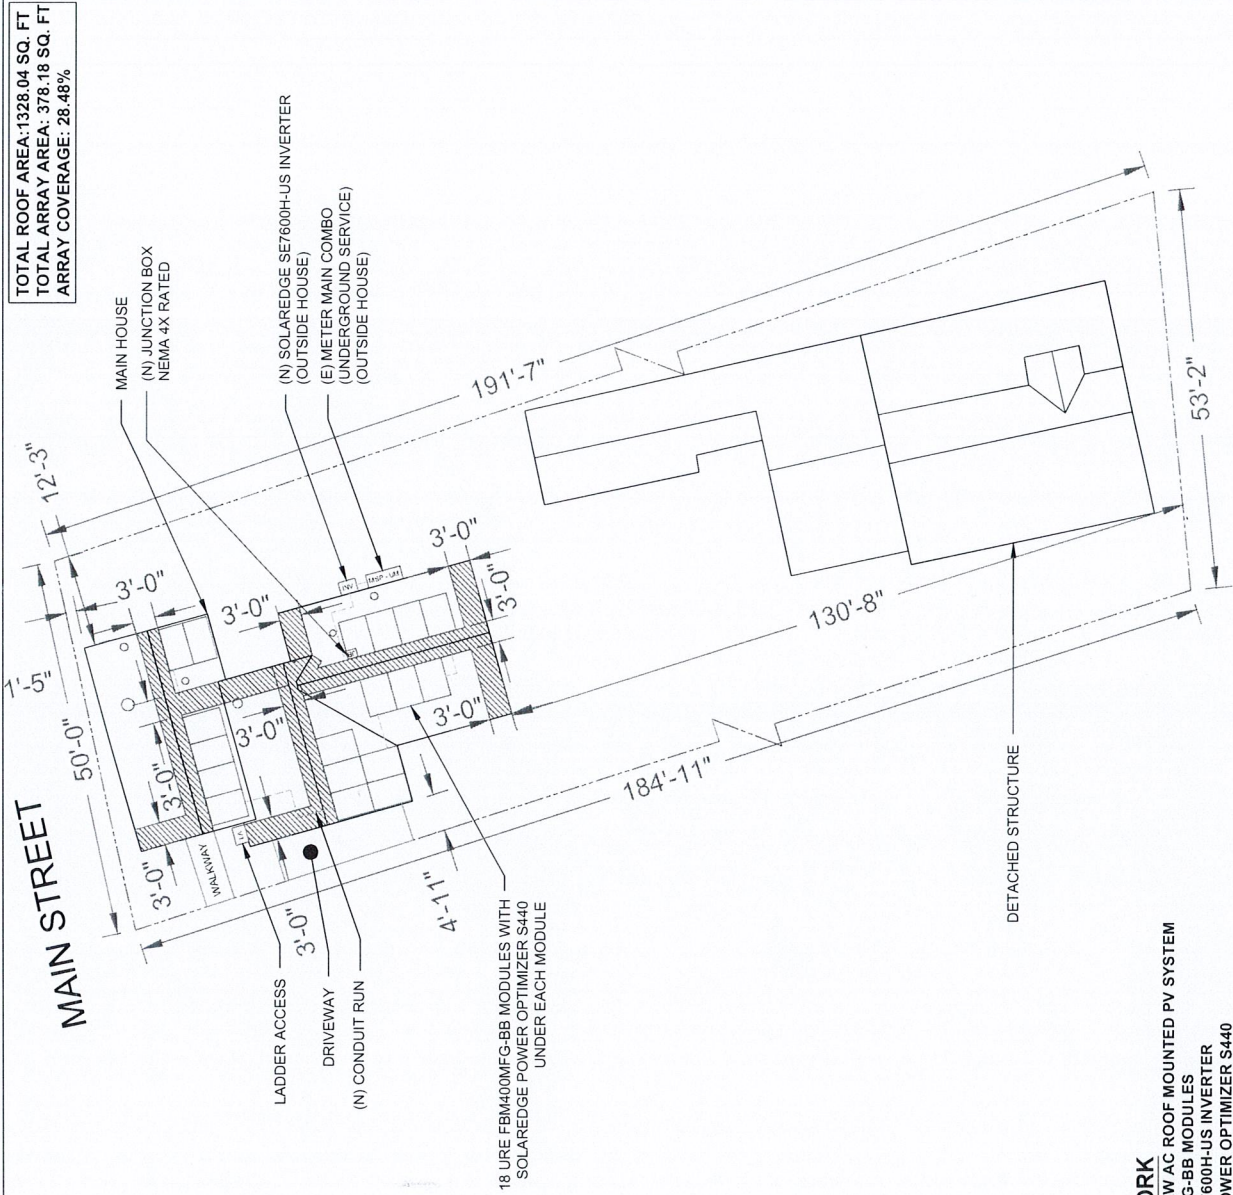 TOTAL ROOF AREA:1328.04 SQ. FT
TOTAL ARRAY AREA: 378.18 SQ. FT
ARRAY COVERAGE: 28.48%
MAIN STREET
50'-0"
1'-5"
12'-3"
MAIN HOUSE
(N) JUNCTION BOX
NEMA 4X RATED
(N) SOLAREDGE SE7600H-US INVERTER
(OUTSIDE HOUSE)
(E) METER MAIN COMBO
(UNDERGROUND SERVICE)
(OUTSIDE HOUSE)
191'-7"
3'-0"
3'-0"
3'-0"
3'-0"
3'-0"
3'-0"
3'-0"
3'-0"
3'-0"
WALKWAY
LA
INV
MSP - UM
JB
LADDER ACCESS
DRIVEWAY
(N) CONDUIT RUN
4'-11"
18 URE FBM400MFG-BB MODULES WITH
SOLAREDGE POWER OPTIMIZER S440
UNDER EACH MODULE
184'-11"
130'-8"
53'-2"
DETACHED STRUCTURE
ORK
W AC ROOF MOUNTED PV SYSTEM
G-BB MODULES
600H-US INVERTER
OWER OPTIMIZER S440